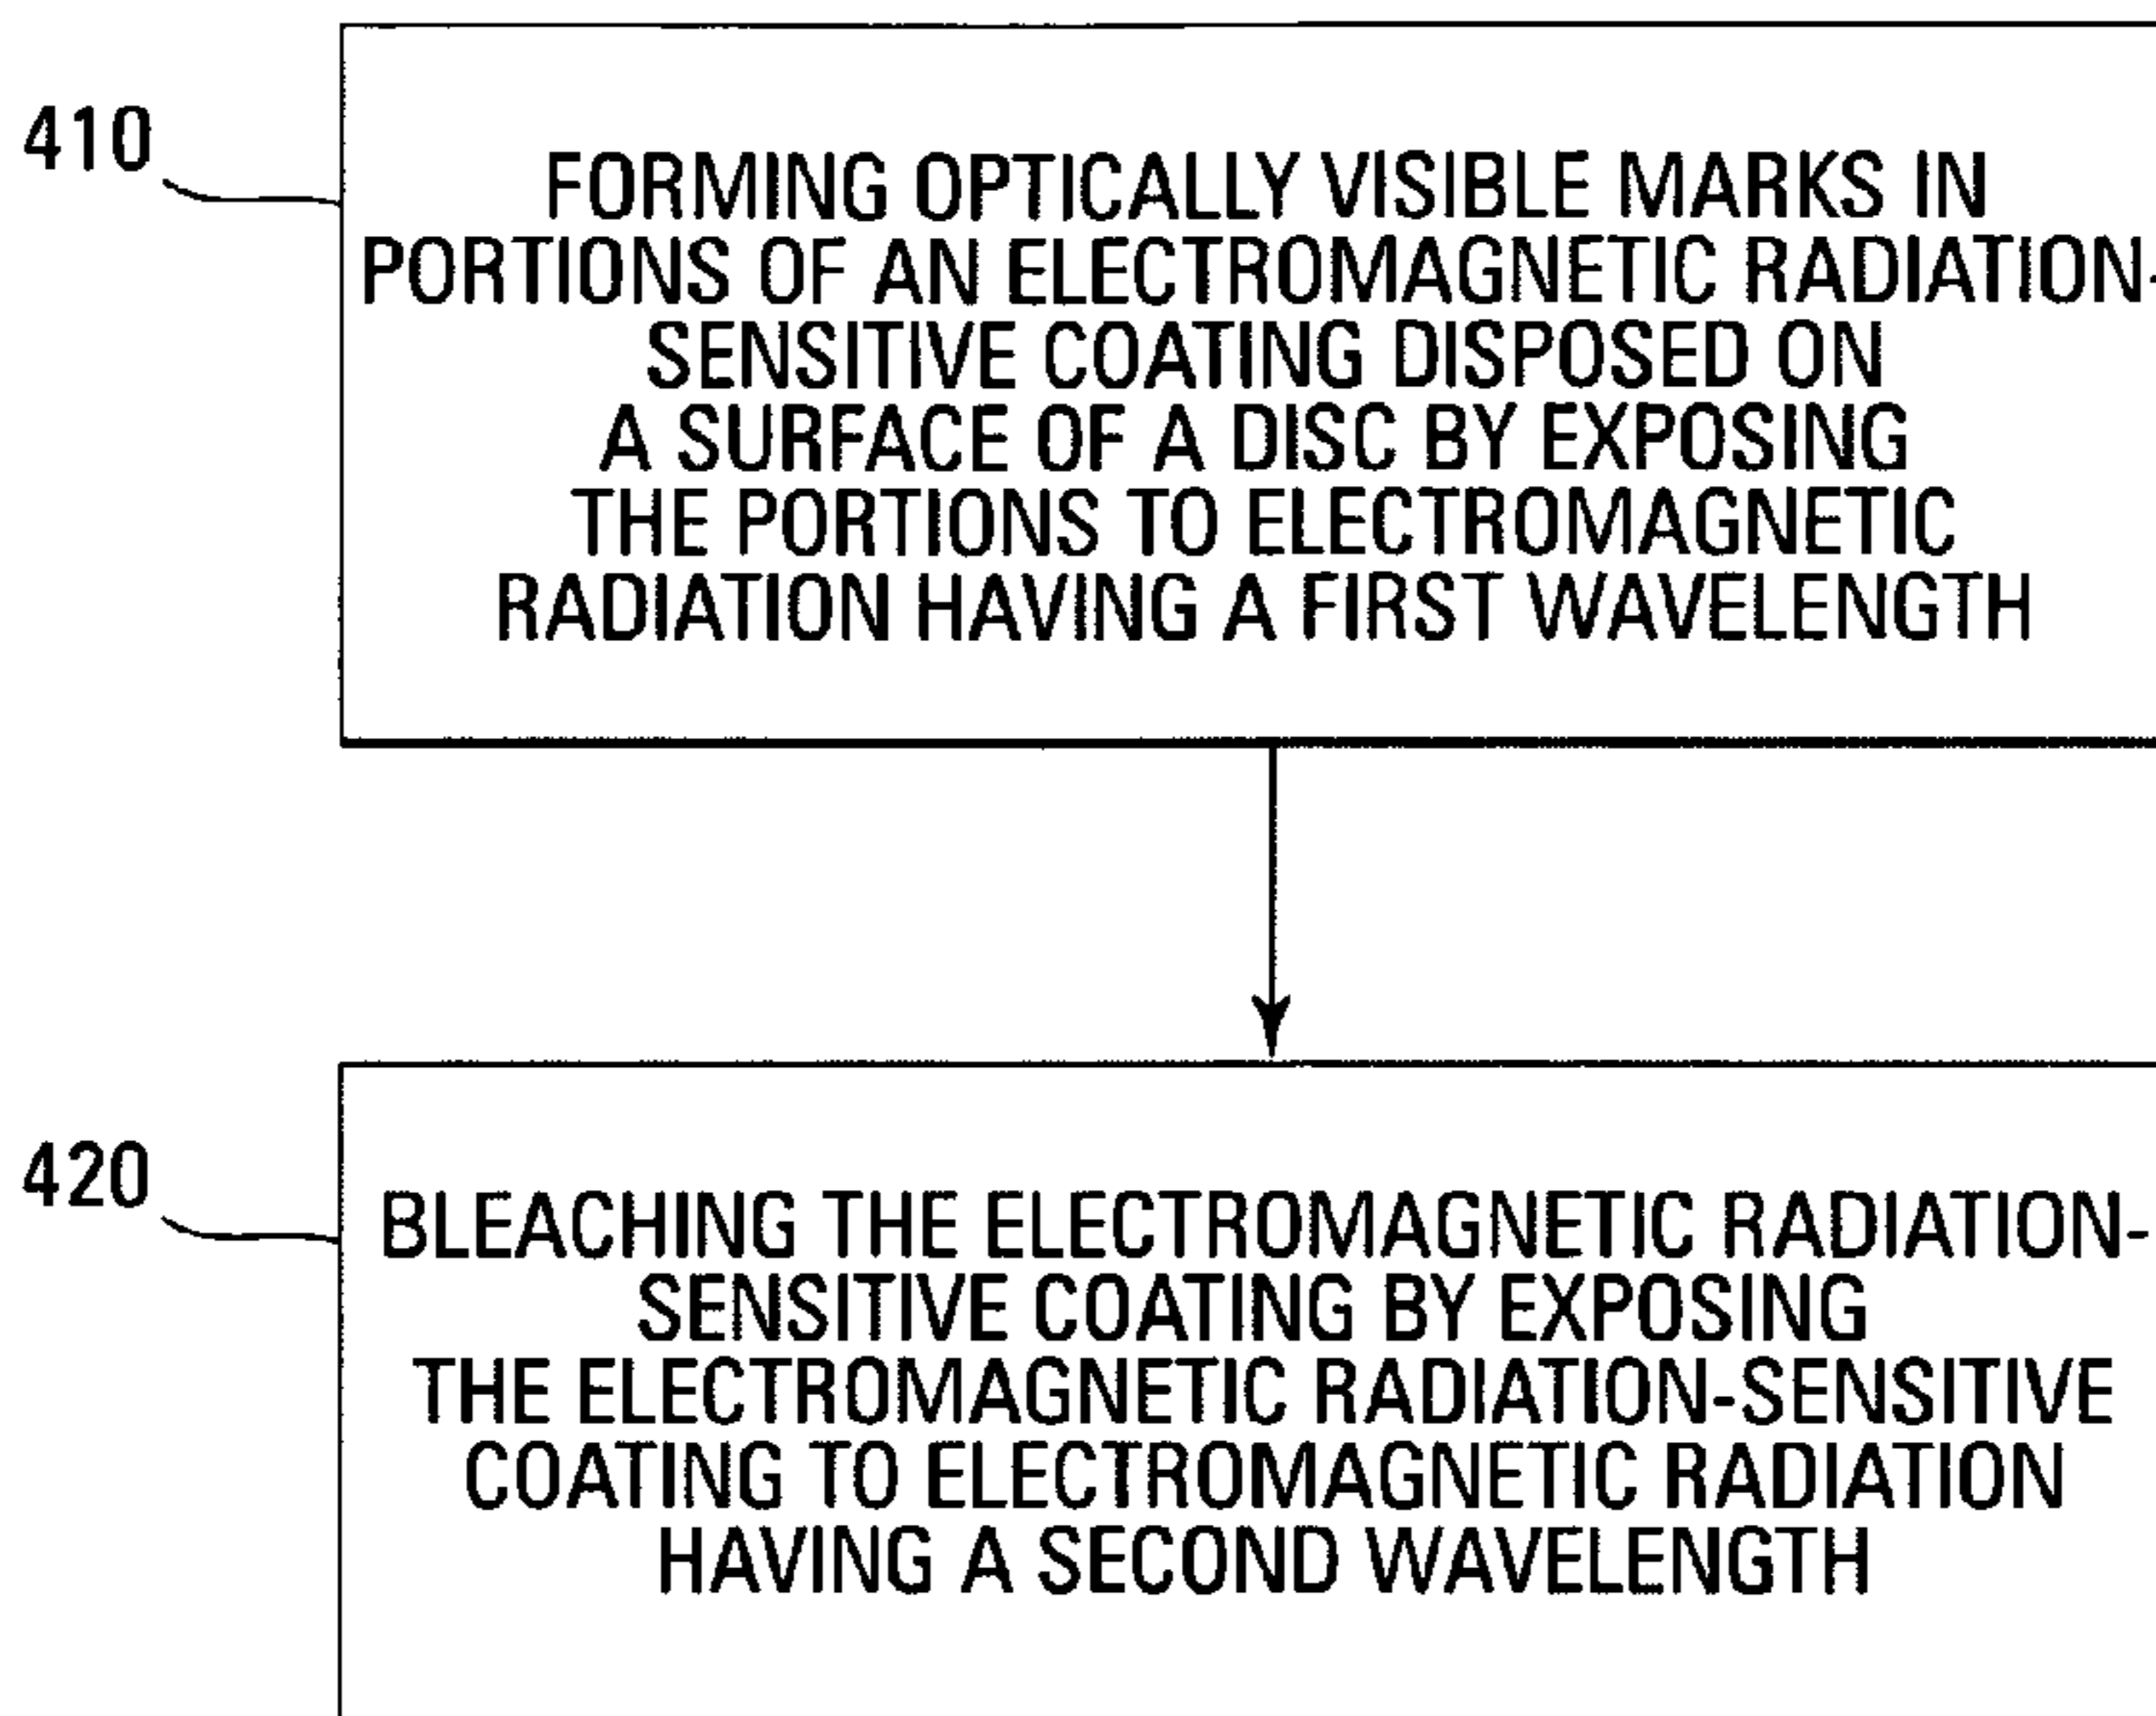 410
FORMING OPTICALLY VISIBLE MARKS IN
PORTIONS OF AN ELECTROMAGNETIC RADIATION-
SENSITIVE COATING DISPOSED ON
A SURFACE OF A DISC BY EXPOSING
THE PORTIONS TO ELECTROMAGNETIC
RADIATION HAVING A FIRST WAVELENGTH
420
BLEACHING THE ELECTROMAGNETIC RADIATION-
SENSITIVE COATING BY EXPOSING
THE ELECTROMAGNETIC RADIATION-SENSITIVE
COATING TO ELECTROMAGNETIC RADIATION
HAVING A SECOND WAVELENGTH